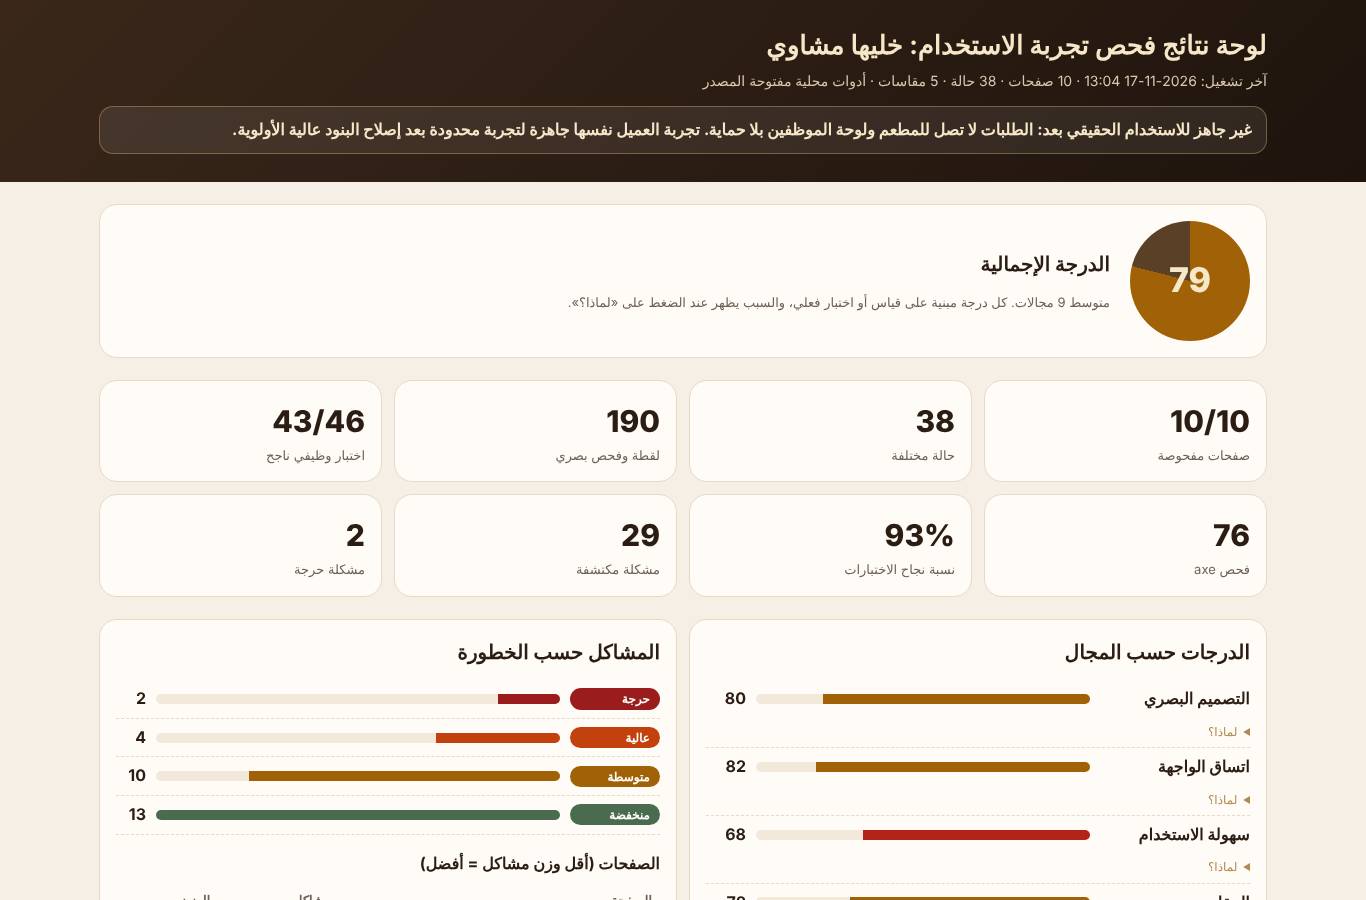 لوحة نتائج فحص تجربة الاستخدام: خليها مشاوي
آخر تشغيل: 2026-11-17 13:04 · 10 صفحات · 38 حالة · 5 مقاسات · أدوات محلية مفتوحة المصدر
غير جاهز للاستخدام الحقيقي بعد: الطلبات لا تصل للمطعم ولوحة الموظفين بلا حماية. تجربة العميل نفسها جاهزة لتجربة محدودة بعد إصلاح البنود عالية الأولوية.
79
الدرجة الإجمالية
متوسط 9 مجالات. كل درجة مبنية على قياس أو اختبار فعلي، والسبب يظهر عند الضغط على «لماذا؟».
10/10
صفحات مفحوصة
38
حالة مختلفة
190
لقطة وفحص بصري
43/46
اختبار وظيفي ناجح
76
فحص axe
93%
نسبة نجاح الاختبارات
29
مشكلة مكتشفة
2
مشكلة حرجة
الدرجات حسب المجال
التصميم البصري 80
لماذا؟
اتساق الواجهة 82
لماذا؟
سهولة الاستخدام 68
لماذا؟
المشاكل حسب الخطورة
حرجة 2
عالية 4
متوسطة 10
منخفضة 13
الصفحات (أقل وزن مشاكل = أفضل)